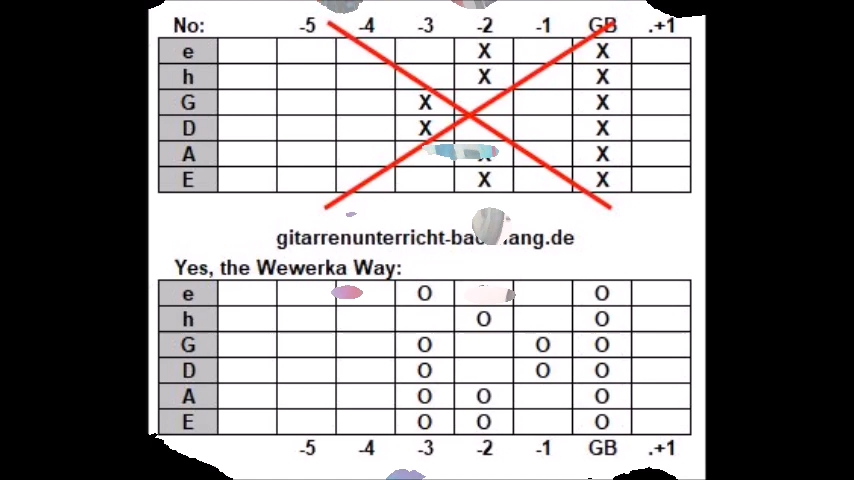 No: -5 -4 -3 -2 -1 GB .+1
e X X
h X X
G X X
D X X
A X
E X X
Yes, the Wewerka Way:
e O O
h O O
G O O O
D O O O
A O O O
E O O O
-5 -4 -3 -2 -1 GB .+1